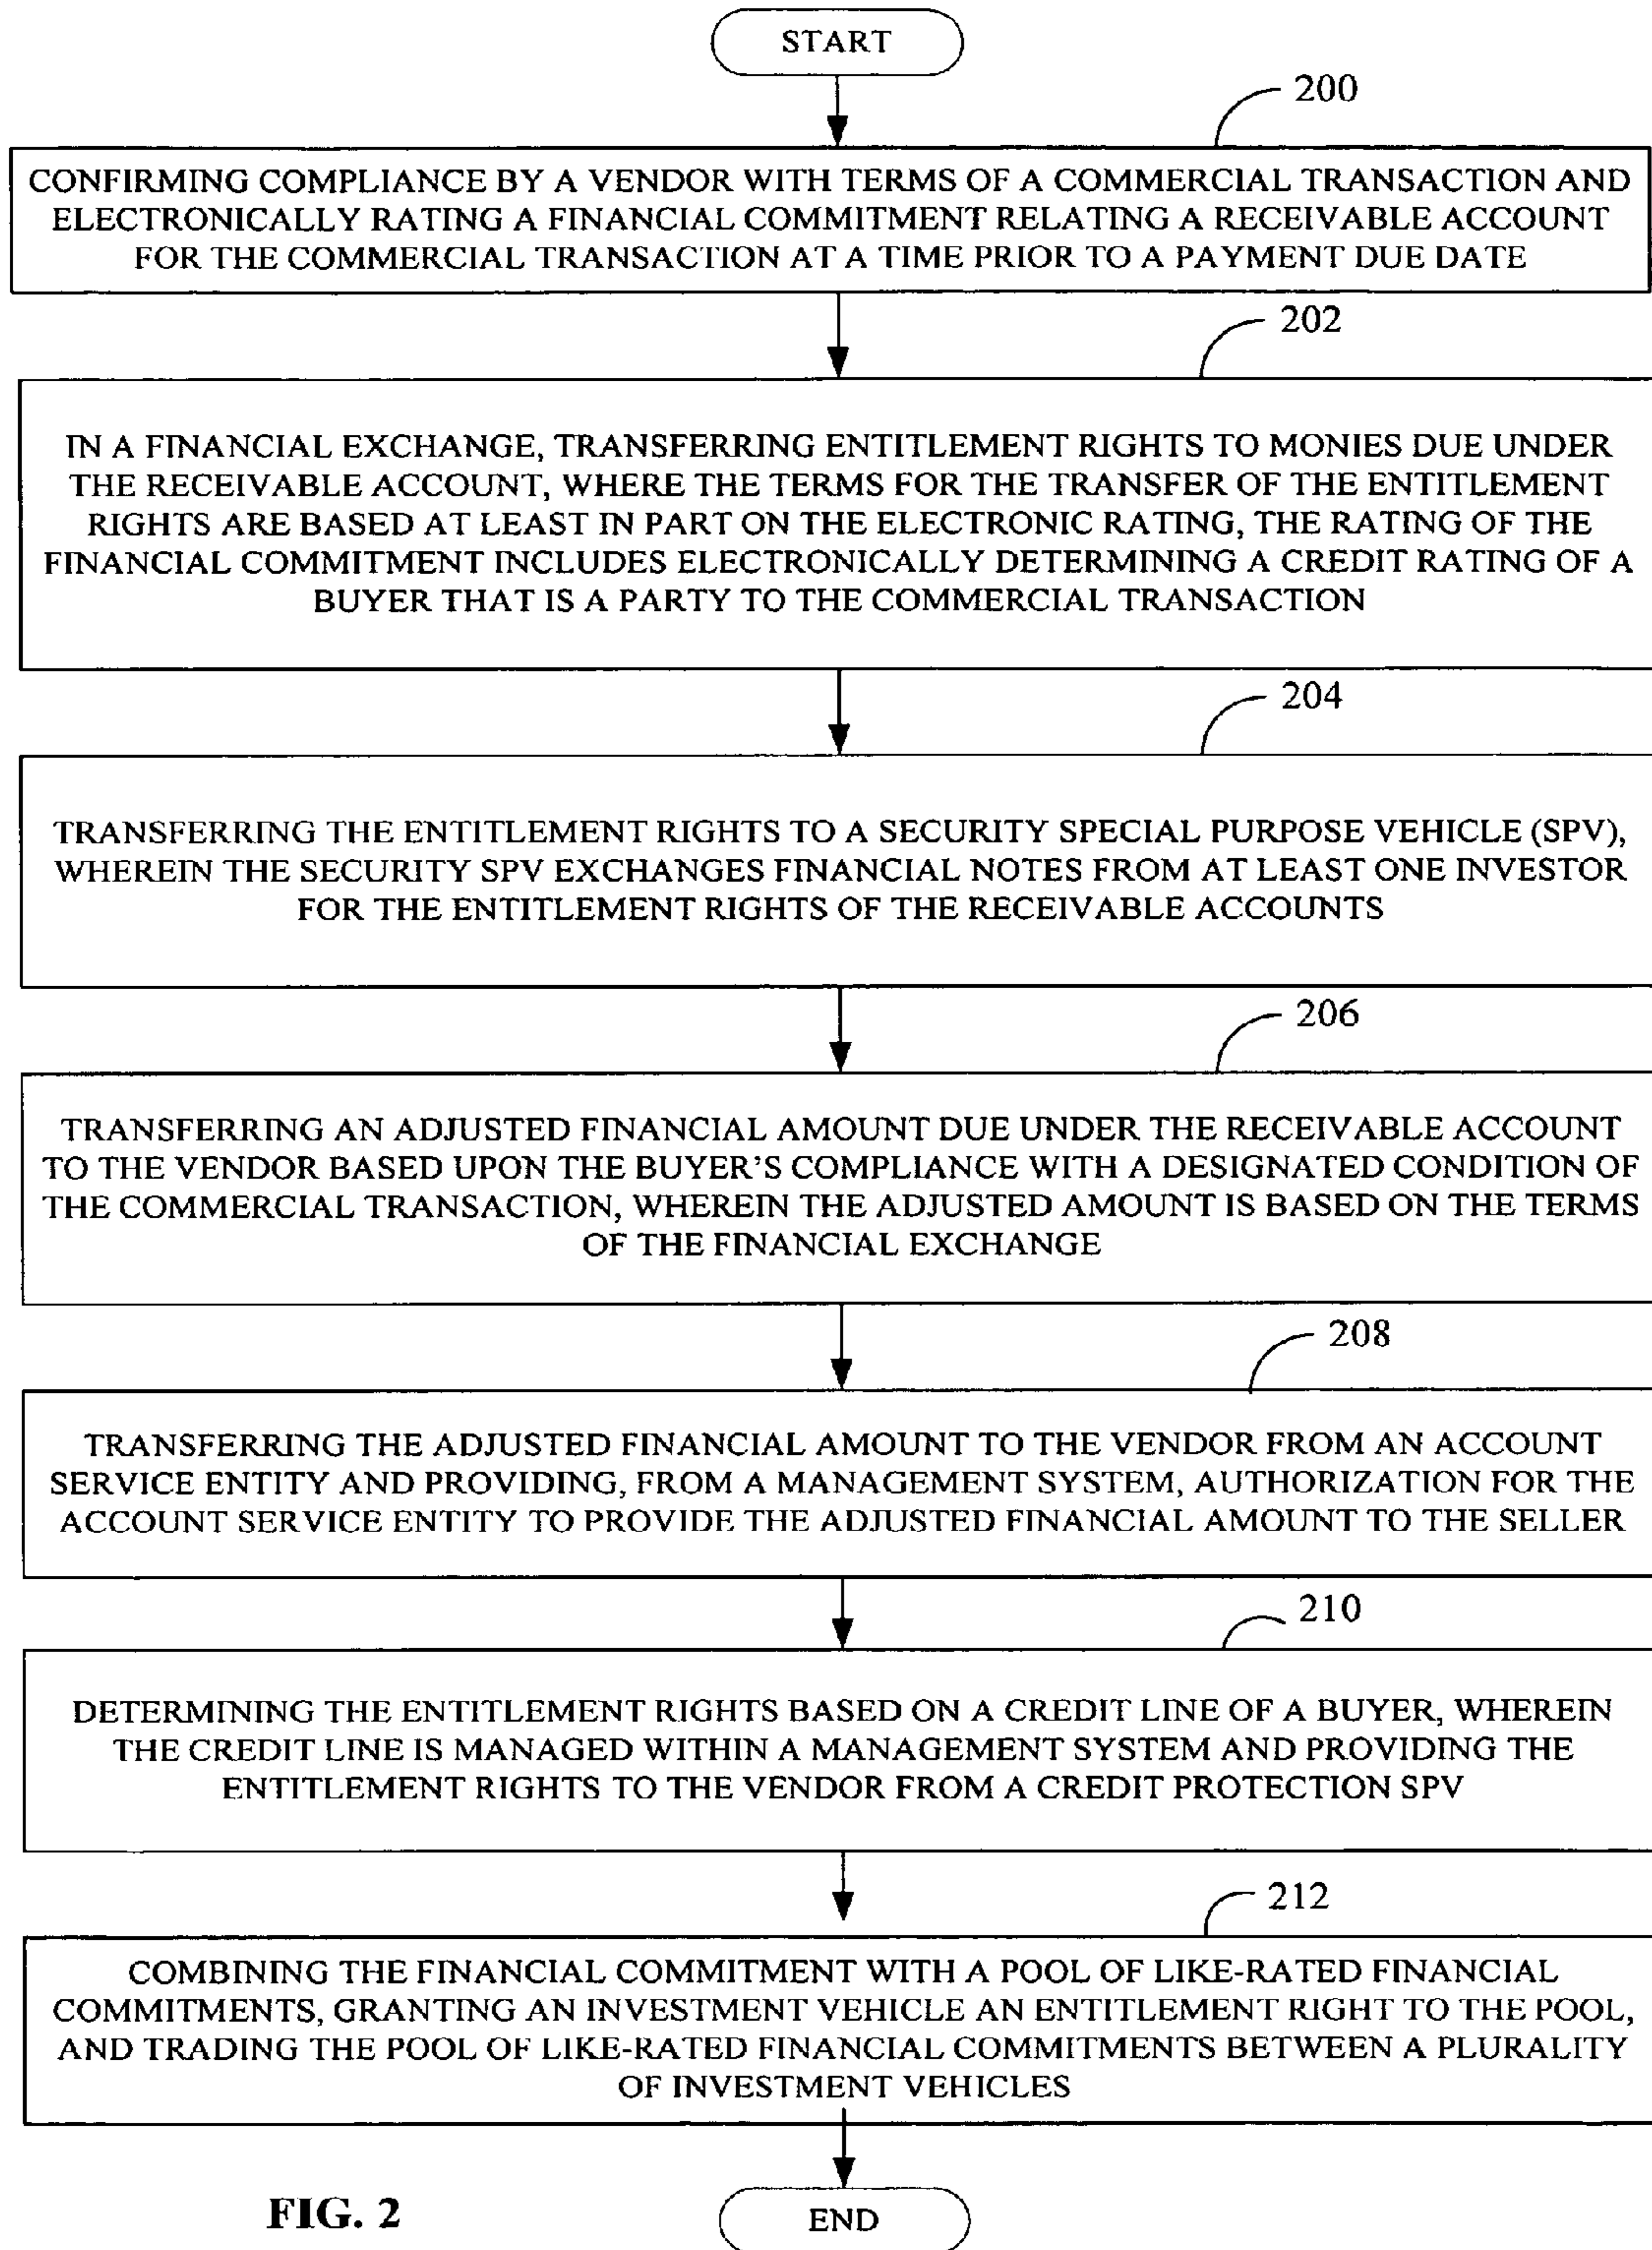 START
200
CONFIRMING COMPLIANCE BY A VENDOR WITH TERMS OF A COMMERCIAL TRANSACTION AND
ELECTRONICALLY RATING A FINANCIAL COMMITMENT RELATING A RECEIVABLE ACCOUNT
FOR THE COMMERCIAL TRANSACTION AT A TIME PRIOR TO A PAYMENT DUE DATE
202
IN A FINANCIAL EXCHANGE, TRANSFERRING ENTITLEMENT RIGHTS TO MONIES DUE UNDER
THE RECEIVABLE ACCOUNT, WHERE THE TERMS FOR THE TRANSFER OF THE ENTITLEMENT
RIGHTS ARE BASED AT LEAST IN PART ON THE ELECTRONIC RATING, THE RATING OF THE
FINANCIAL COMMITMENT INCLUDES ELECTRONICALLY DETERMINING A CREDIT RATING OF A
BUYER THAT IS A PARTY TO THE COMMERCIAL TRANSACTION
204
TRANSFERRING THE ENTITLEMENT RIGHTS TO A SECURITY SPECIAL PURPOSE VEHICLE (SPV),
WHEREIN THE SECURITY SPV EXCHANGES FINANCIAL NOTES FROM AT LEAST ONE INVESTOR
FOR THE ENTITLEMENT RIGHTS OF THE RECEIVABLE ACCOUNTS
206
TRANSFERRING AN ADJUSTED FINANCIAL AMOUNT DUE UNDER THE RECEIVABLE ACCOUNT
TO THE VENDOR BASED UPON THE BUYER'S COMPLIANCE WITH A DESIGNATED CONDITION OF
THE COMMERCIAL TRANSACTION, WHEREIN THE ADJUSTED AMOUNT IS BASED ON THE TERMS
OF THE FINANCIAL EXCHANGE
208
TRANSFERRING THE ADJUSTED FINANCIAL AMOUNT TO THE VENDOR FROM AN ACCOUNT
SERVICE ENTITY AND PROVIDING, FROM A MANAGEMENT SYSTEM, AUTHORIZATION FOR THE
ACCOUNT SERVICE ENTITY TO PROVIDE THE ADJUSTED FINANCIAL AMOUNT TO THE SELLER
210
DETERMINING THE ENTITLEMENT RIGHTS BASED ON A CREDIT LINE OF A BUYER, WHEREIN
THE CREDIT LINE IS MANAGED WITHIN A MANAGEMENT SYSTEM AND PROVIDING THE
ENTITLEMENT RIGHTS TO THE VENDOR FROM A CREDIT PROTECTION SPV
212
COMBINING THE FINANCIAL COMMITMENT WITH A POOL OF LIKE-RATED FINANCIAL
COMMITMENTS, GRANTING AN INVESTMENT VEHICLE AN ENTITLEMENT RIGHT TO THE POOL,
AND TRADING THE POOL OF LIKE-RATED FINANCIAL COMMITMENTS BETWEEN A PLURALITY
OF INVESTMENT VEHICLES
FIG. 2
END